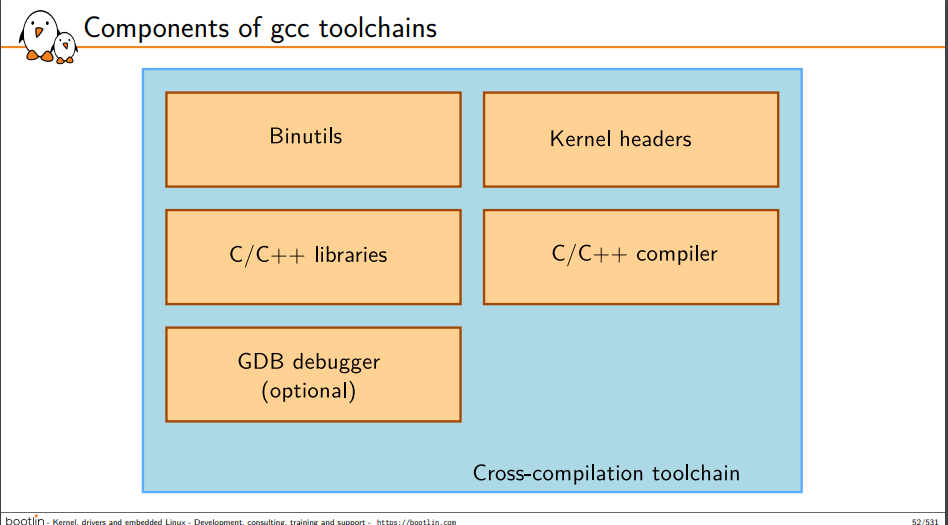 Components of gcc toolchains
Binutils
Kernel headers
C/C++ libraries
C/C++ compiler
GDB debugger
(optional)
Cross-compilation toolchain
bootlin - Kernel, drivers and embedded Linux - Development, consulting, training and support - https://bootlin.com
52/531